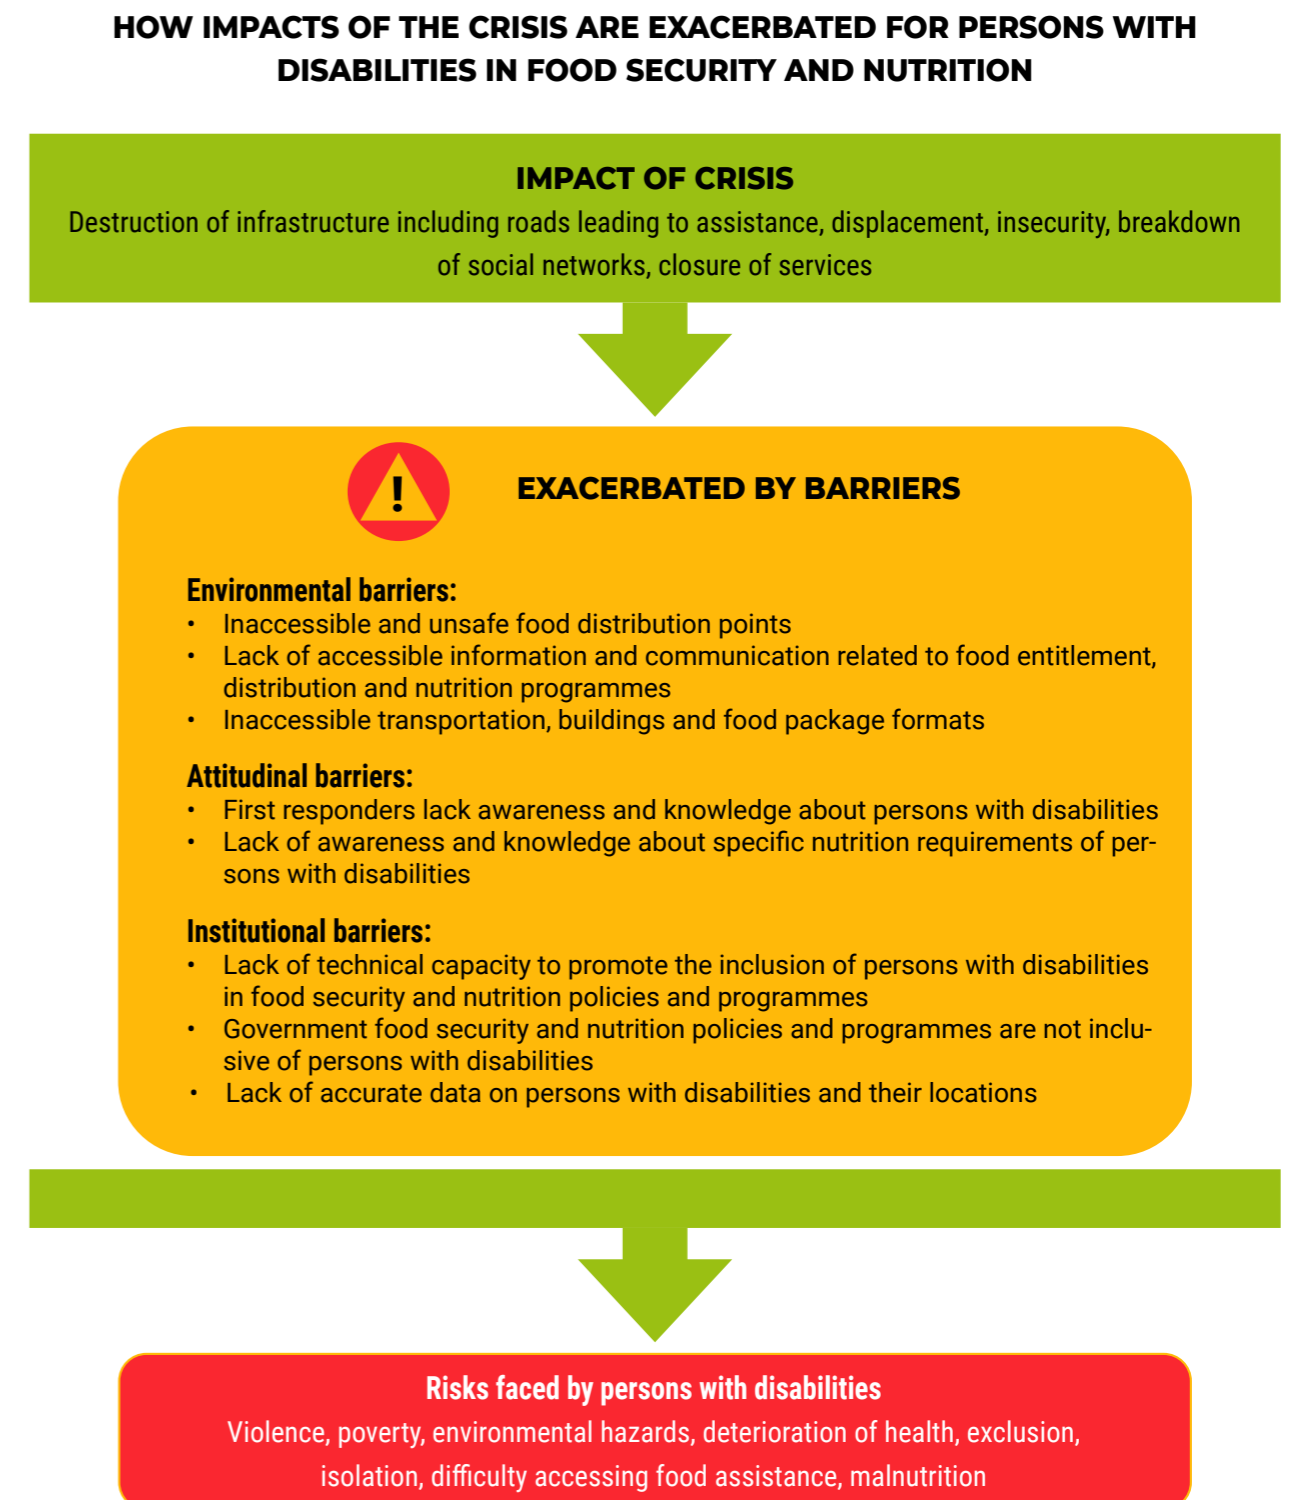 HOW IMPACTS OF THE CRISIS ARE EXACERBATED FOR PERSONS WITH
DISABILITIES IN FOOD SECURITY AND NUTRITION
IMPACT OF CRISIS
Destruction of infrastructure including roads leading to assistance, displacement, insecurity, breakdown
of social networks, closure of services
!
EXACERBATED BY BARRIERS
Environmental barriers:
• Inaccessible and unsafe food distribution points
• Lack of accessible information and communication related to food entitlement,
distribution and nutrition programmes
• Inaccessible transportation, buildings and food package formats
Attitudinal barriers:
• First responders lack awareness and knowledge about persons with disabilities
• Lack of awareness and knowledge about specific nutrition requirements of per-
sons with disabilities
Institutional barriers:
• Lack of technical capacity to promote the inclusion of persons with disabilities
in food security and nutrition policies and programmes
• Government food security and nutrition policies and programmes are not inclu-
sive of persons with disabilities
• Lack of accurate data on persons with disabilities and their locations
Risks faced by persons with disabilities
Violence, poverty, environmental hazards, deterioration of health, exclusion,
isolation, difficulty accessing food assistance, malnutrition